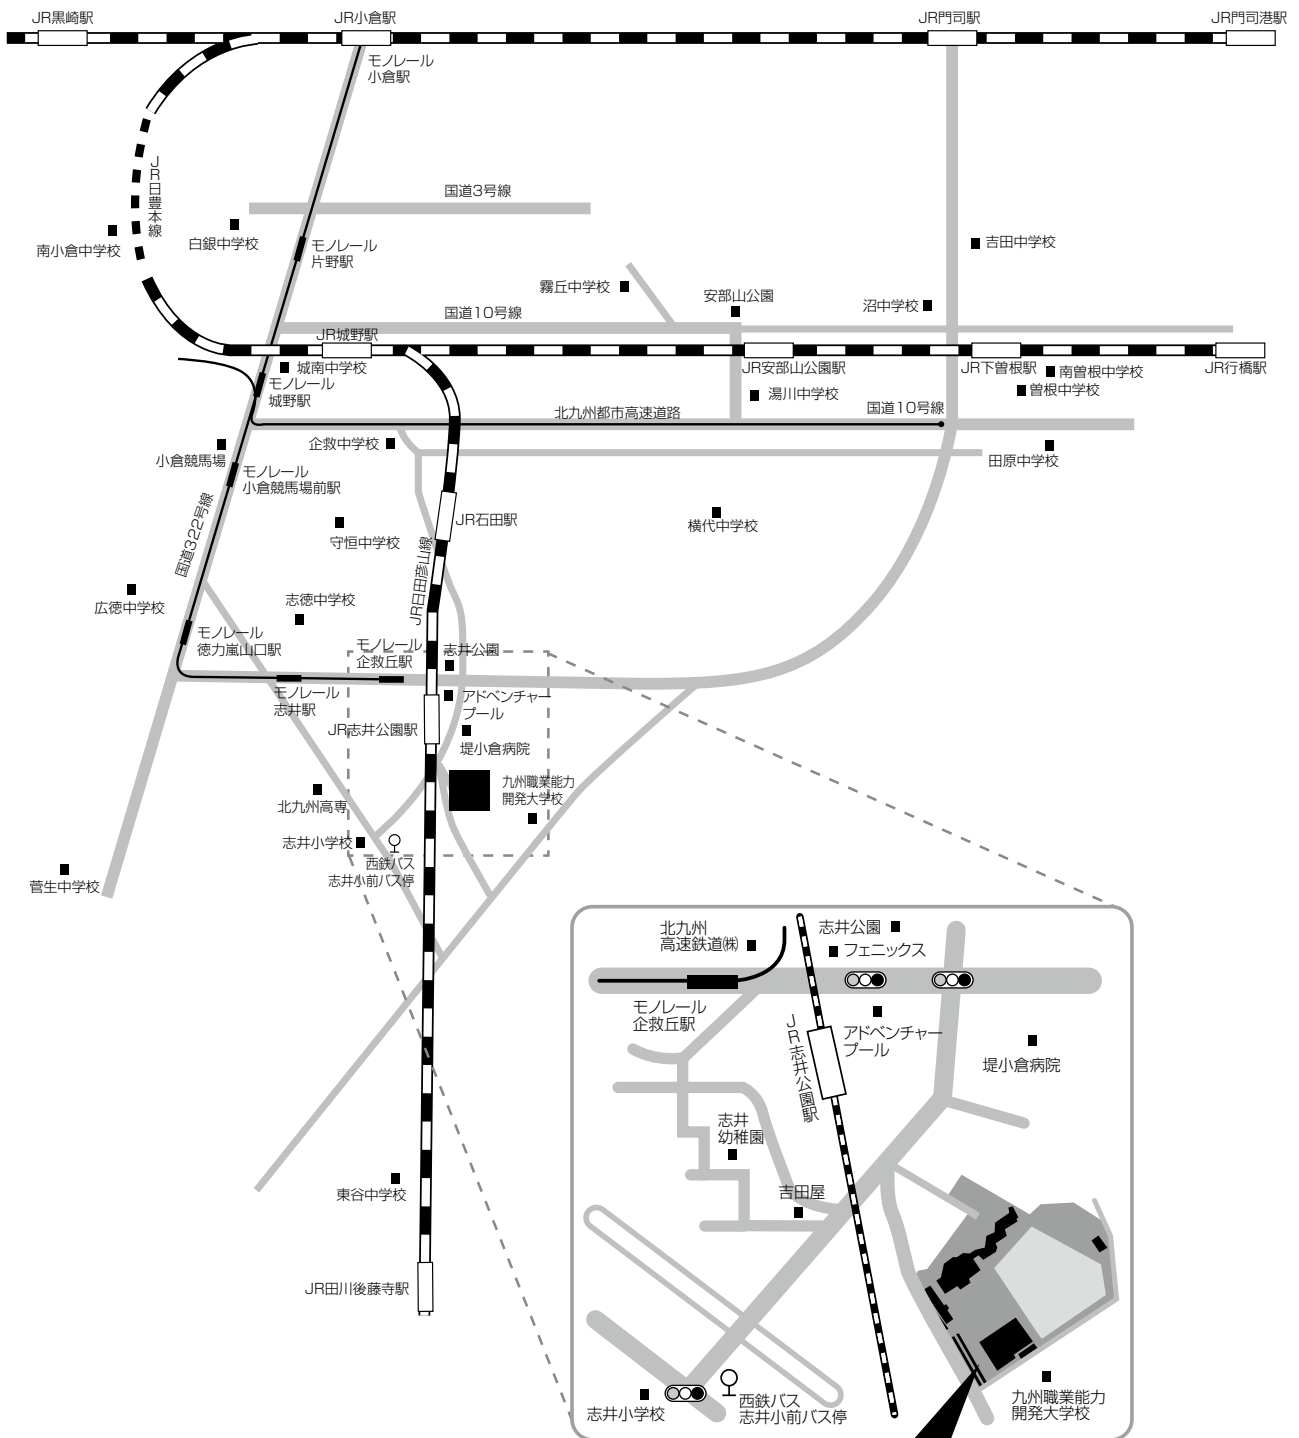 JR黒崎駅
JR小倉駅
JR門司駅
JR門司港駅
モノレール
小倉駅
JR日豊本線
国道3号線
南小倉中学校
白銀中学校
モノレール
片野駅
吉田中学校
霧丘中学校
安部山公園
沼中学校
国道10号線
JR城野駅
城南中学校
JR安部山公園駅
JR下曽根駅
南曽根中学校
JR行橋駅
モノレール
城野駅
湯川中学校
曽根中学校
北九州都市高速道路
国道10号線
企救中学校
小倉競馬場
田原中学校
モノレール
小倉競馬場前駅
国道322号線
JR石田駅
横代中学校
守恒中学校
JR日田彦山線
広徳中学校
志徳中学校
モノレール
徳力嵐山口駅
モノレール
企救丘駅
志井公園
モノレール
志井駅
アドベンチャー
プール
JR志井公園駅
堤小倉病院
九州職業能力
開発大学校
北九州高専
志井小学校
西鉄バス
志井小前バス停
菅生中学校
北九州
高速鉄道㈱
志井公園
フェニックス
モノレール
企救丘駅
JR志井公園駅
アドベンチャー
プール
堤小倉病院
志井
幼稚園
吉田屋
東谷中学校
JR田川後藤寺駅
志井小学校
西鉄バス
志井小前バス停
九州職業能力
開発大学校